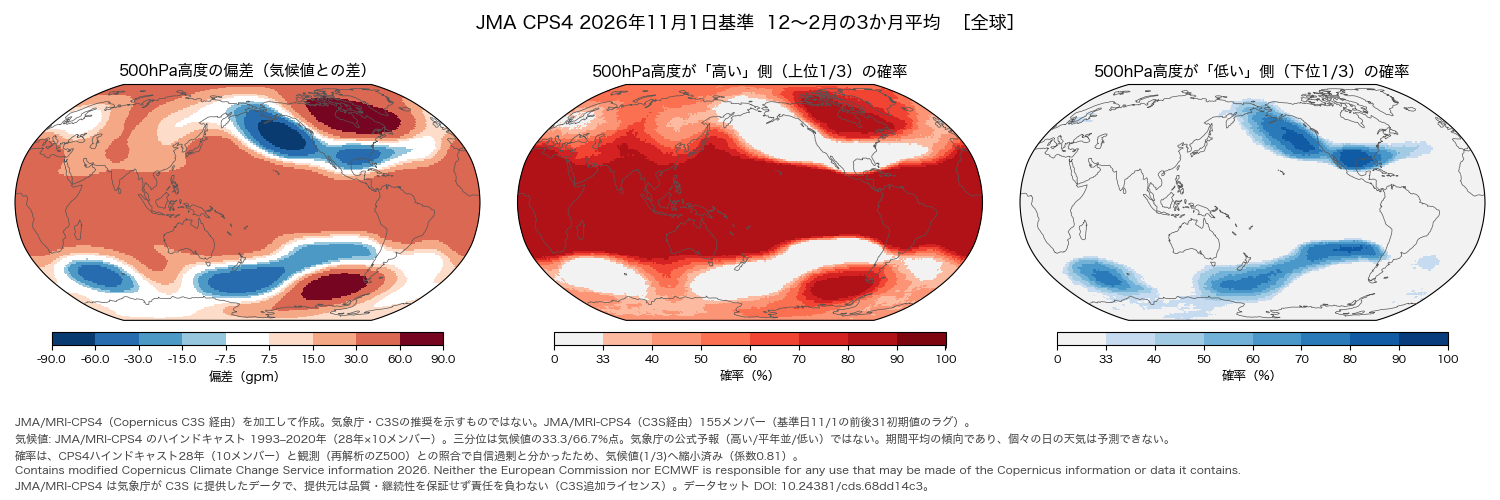 JMA CPS4 2026年11月1日基準 12～2月の3か月平均 ［全球］
500hPa高度の偏差（気候値との差）
500hPa高度が「高い」側（上位1/3）の確率
500hPa高度が「低い」側（下位1/3）の確率
-90.0 -60.0 -30.0 -15.0 -7.5 7.5 15.0 30.0 60.0 90.0
偏差（gpm）
0 33 40 50 60 70 80 90 100
確率（%）
0 33 40 50 60 70 80 90 100
確率（%）
JMA/MRI-CPS4（Copernicus C3S 経由）を加工して作成。気象庁・C3Sの推奨を示すものではない。JMA/MRI-CPS4（C3S経由）155メンバー（基準日11/1の前後31初期値のラグ）。
気候値: JMA/MRI-CPS4 のハインドキャスト 1993–2020年（28年×10メンバー）。三分位は気候値の33.3/66.7%点。気象庁の公式予報（高い/平年並/低い）ではない。期間平均の傾向であり、個々の日の天気は予測できない。
確率は、CPS4ハインドキャスト28年（10メンバー）と観測（再解析のZ500）との照合で自信過剰と分かったため、気候値(1/3)へ縮小済み（係数0.81）。
Contains modified Copernicus Climate Change Service information 2026. Neither the European Commission nor ECMWF is responsible for any use that may be made of the Copernicus information or data it contains.
JMA/MRI-CPS4 は気象庁が C3S に提供したデータで、提供元は品質・継続性を保証せず責任を負わない（C3S追加ライセンス）。データセット DOI: 10.24381/cds.68dd14c3。